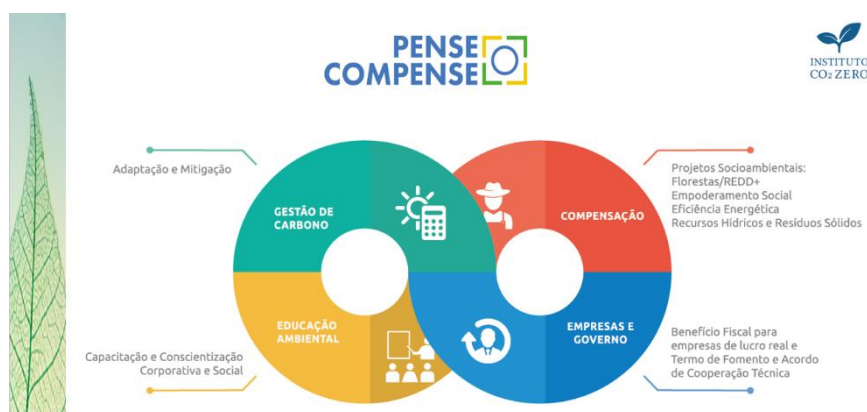 PENSE
COMPENSE
INSTITUTO
CO₂ ZERO
Adaptação e Mitigação
GESTÃO DE
CARBONO
COMPENSAÇÃO
Projetos Socioambientais:
Florestas/REDD+
Empoderamento Social
Eficiência Energética
Recursos Hídricos e Resíduos Sólidos
EDUCAÇÃO
AMBIENTAL
EMPRESAS E
GOVERNO
Capacitação e Conscientização
Corporativa e Social
Benefício Fiscal para
empresas de lucro real e
Termo de Fomento e Acordo
de Cooperação Técnica